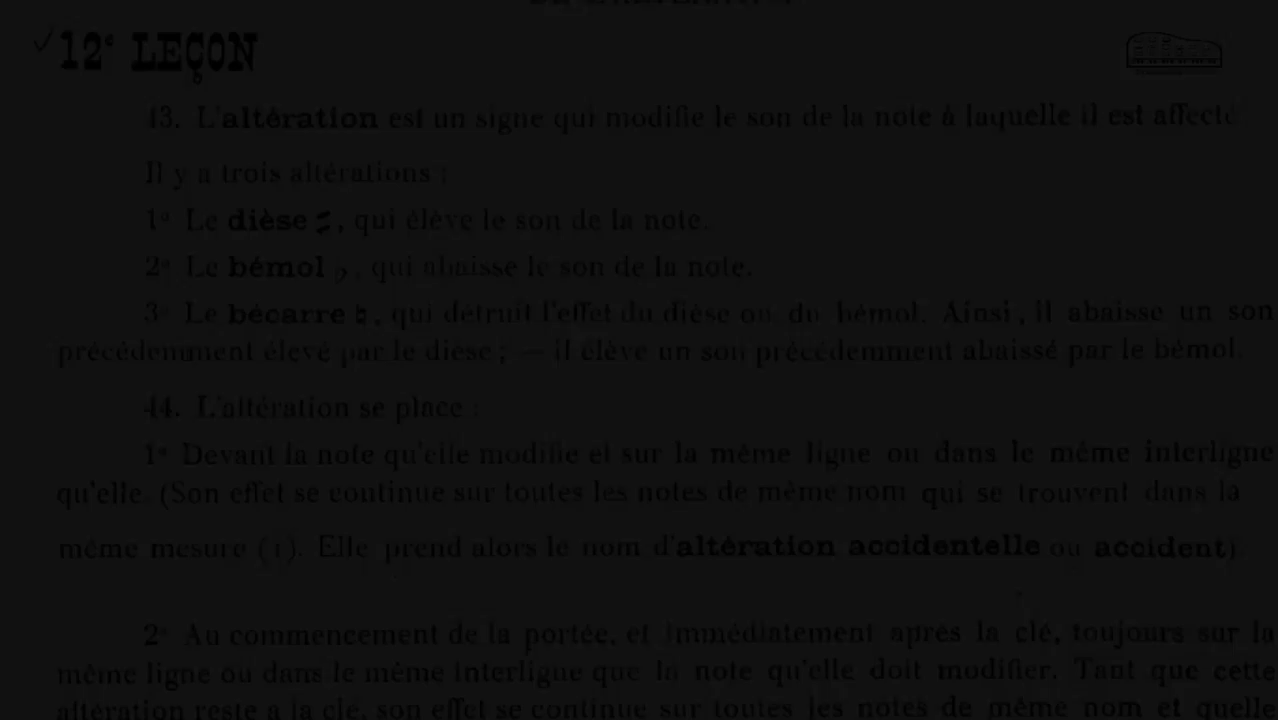 12e LEÇON
43. L'altération est un signe qui modifie le son de la note à laquelle il est affecté
Il y a trois altérations :
1º Le dièse ♯, qui élève le son de la note.
2º Le bémol ♭, qui abaisse le son de la note.
3º Le bécarre ♮, qui détruit l'effet du dièse ou du bémol. Ainsi, il abaisse un son
précédemment élevé par le dièse; — il élève un son précédemment abaissé par le bémol.
44. L'altération se place :
1º Devant la note qu'elle modifie et sur la même ligne ou dans le même interligne
qu'elle. (Son effet se continue sur toutes les notes de même nom qui se trouvent dans la
même mesure (1). Elle prend alors le nom d'altération accidentelle ou accident)
2º Au commencement de la portée, et immédiatement après la clé, toujours sur la
même ligne ou dans le même interligne que la note qu'elle doit modifier. Tant que cette
altération reste a la clé, son effet se continue sur toutes les notes de même nom et quelle